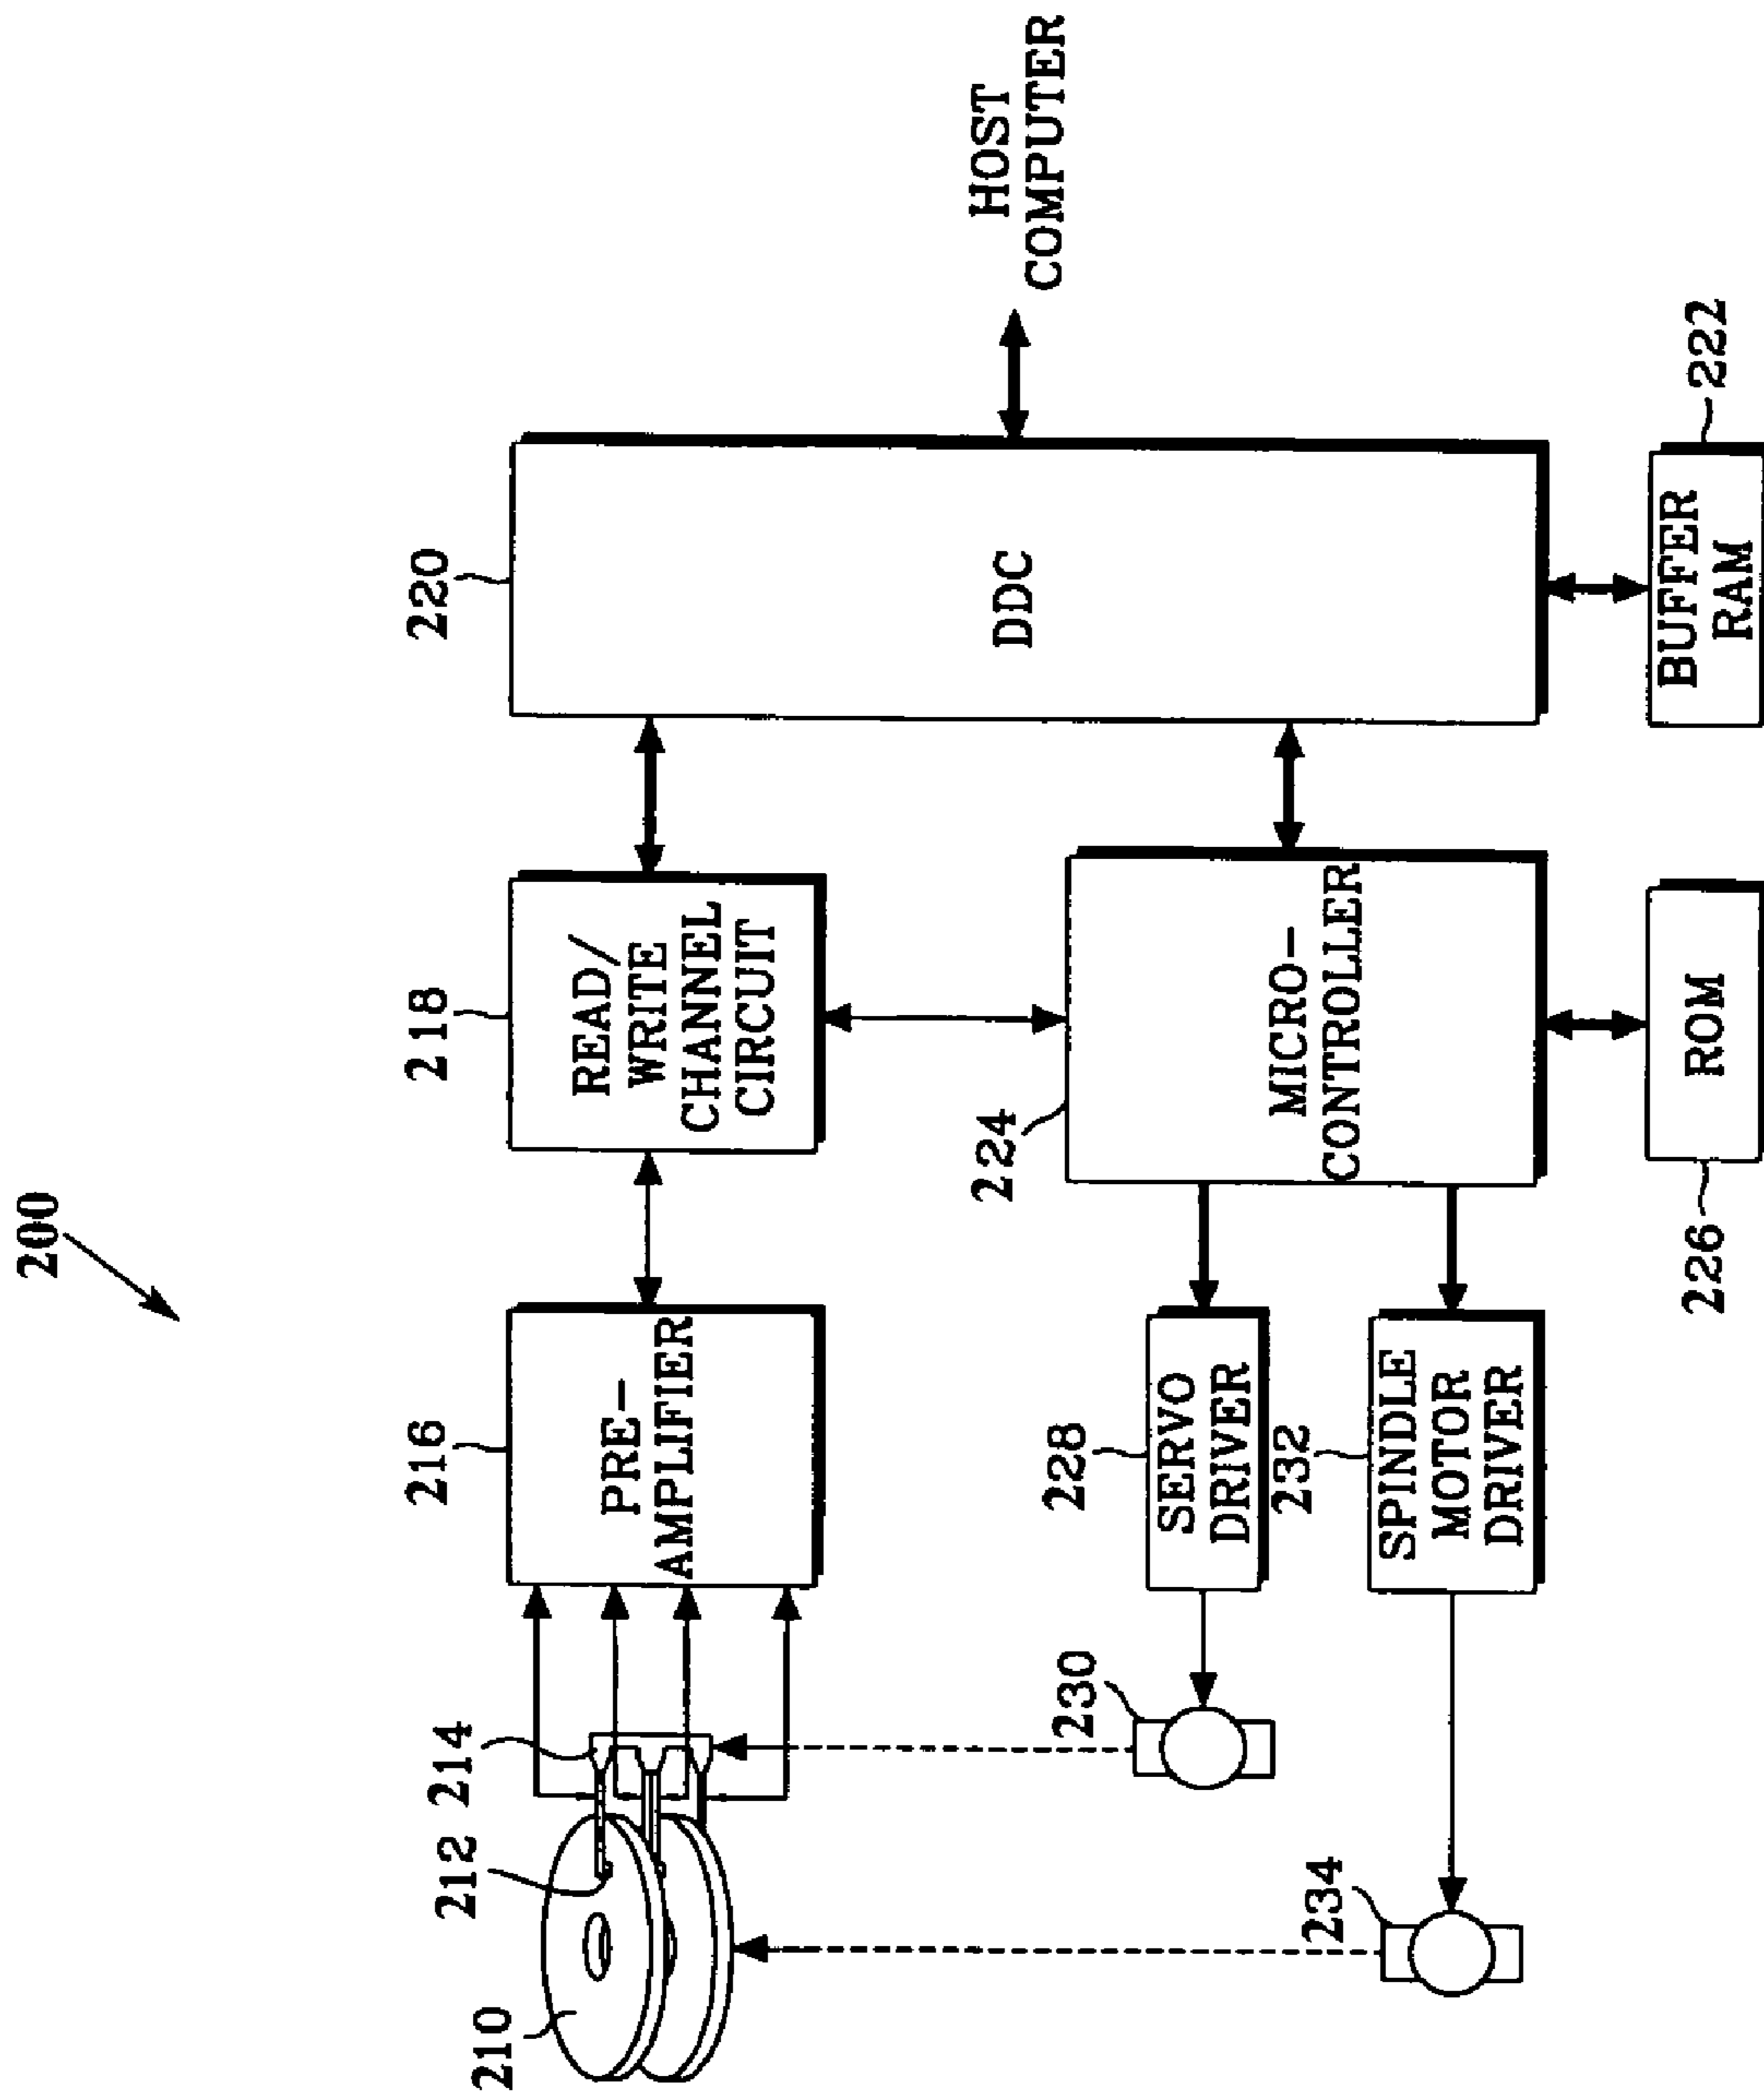 200
210
212
214
216
PRE-
AMPLIFIER
218
READ/
WRITE
CHANNEL
CIRCUIT
220
DDC
HOST
COMPUTER
224
MICRO-
CONTROLLER
230
228
SERVO
DRIVER
234
232
SPINDLE
MOTOR
DRIVER
226
ROM
BUFFER
RAM
222